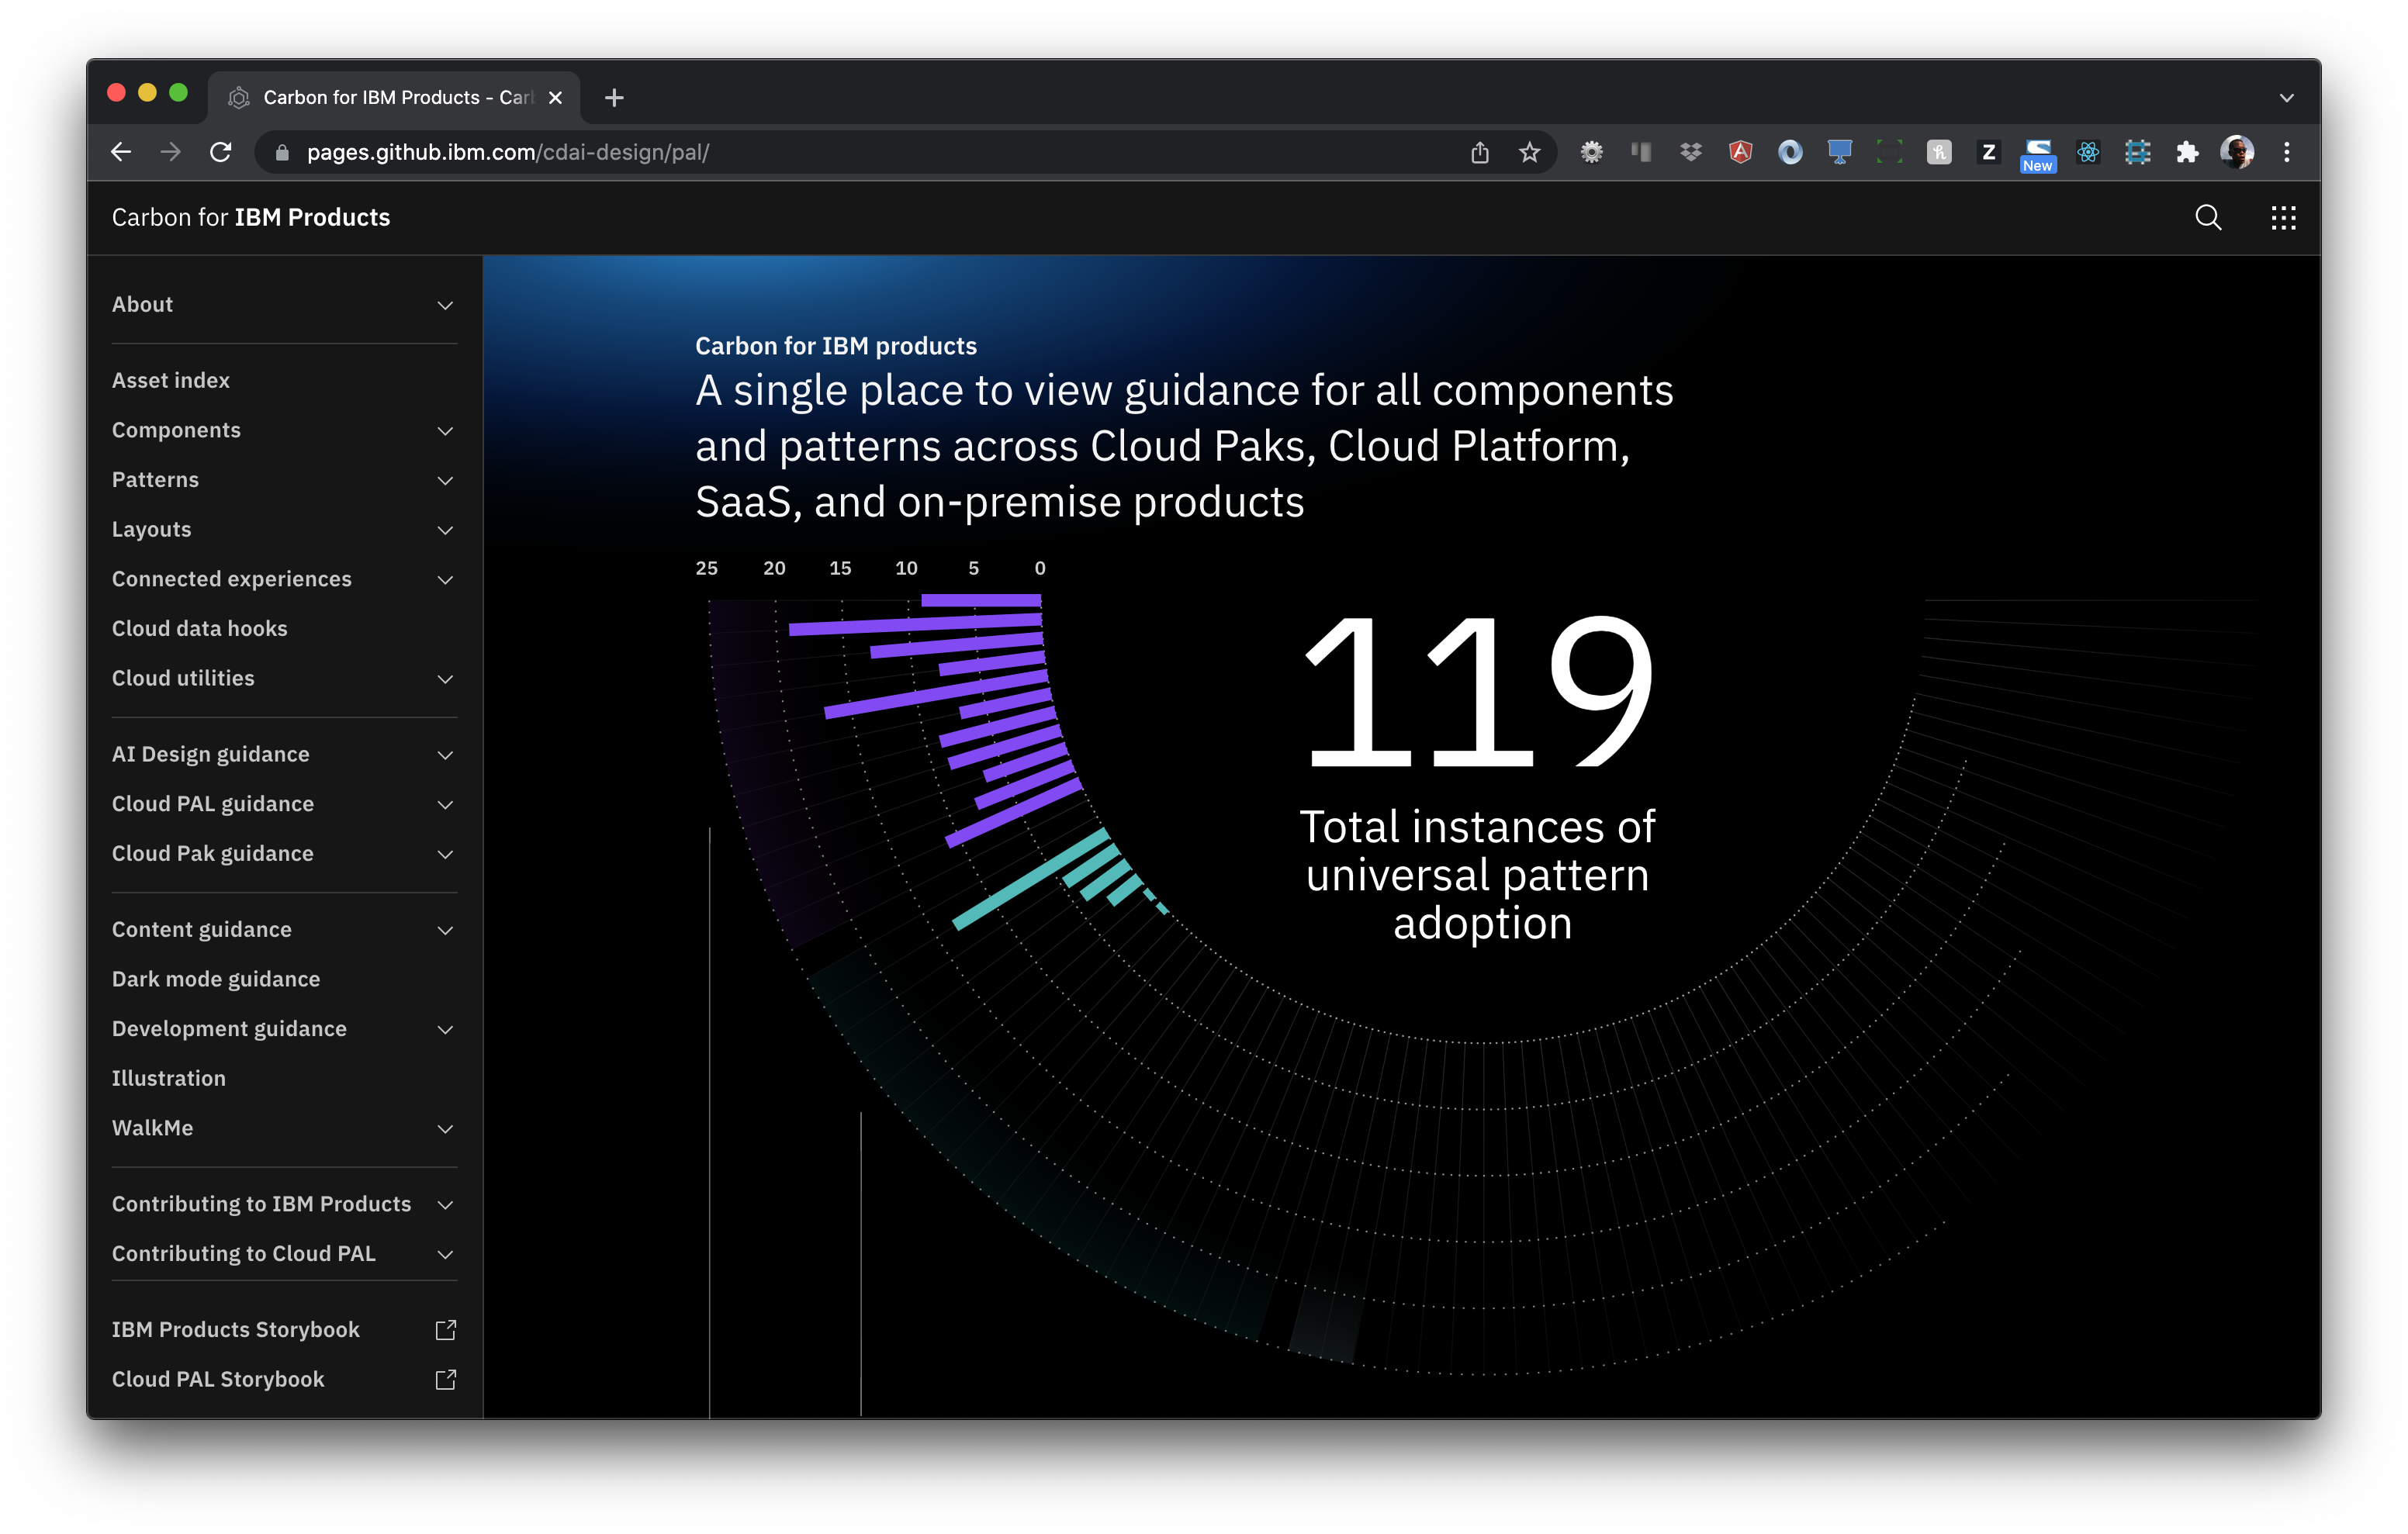 Carbon for IBM Products - Carb
pages.github.ibm.com/cdai-design/pal/
New
Carbon for IBM Products
About
Asset index
Components
Patterns
Layouts
Connected experiences
Cloud data hooks
Cloud utilities
AI Design guidance
Cloud PAL guidance
Cloud Pak guidance
Content guidance
Dark mode guidance
Development guidance
Illustration
WalkMe
Contributing to IBM Products
Contributing to Cloud PAL
IBM Products Storybook
Cloud PAL Storybook
Carbon for IBM products
A single place to view guidance for all components
and patterns across Cloud Paks, Cloud Platform,
SaaS, and on-premise products
25 20 15 10 5 0
119
Total instances of
universal pattern
adoption